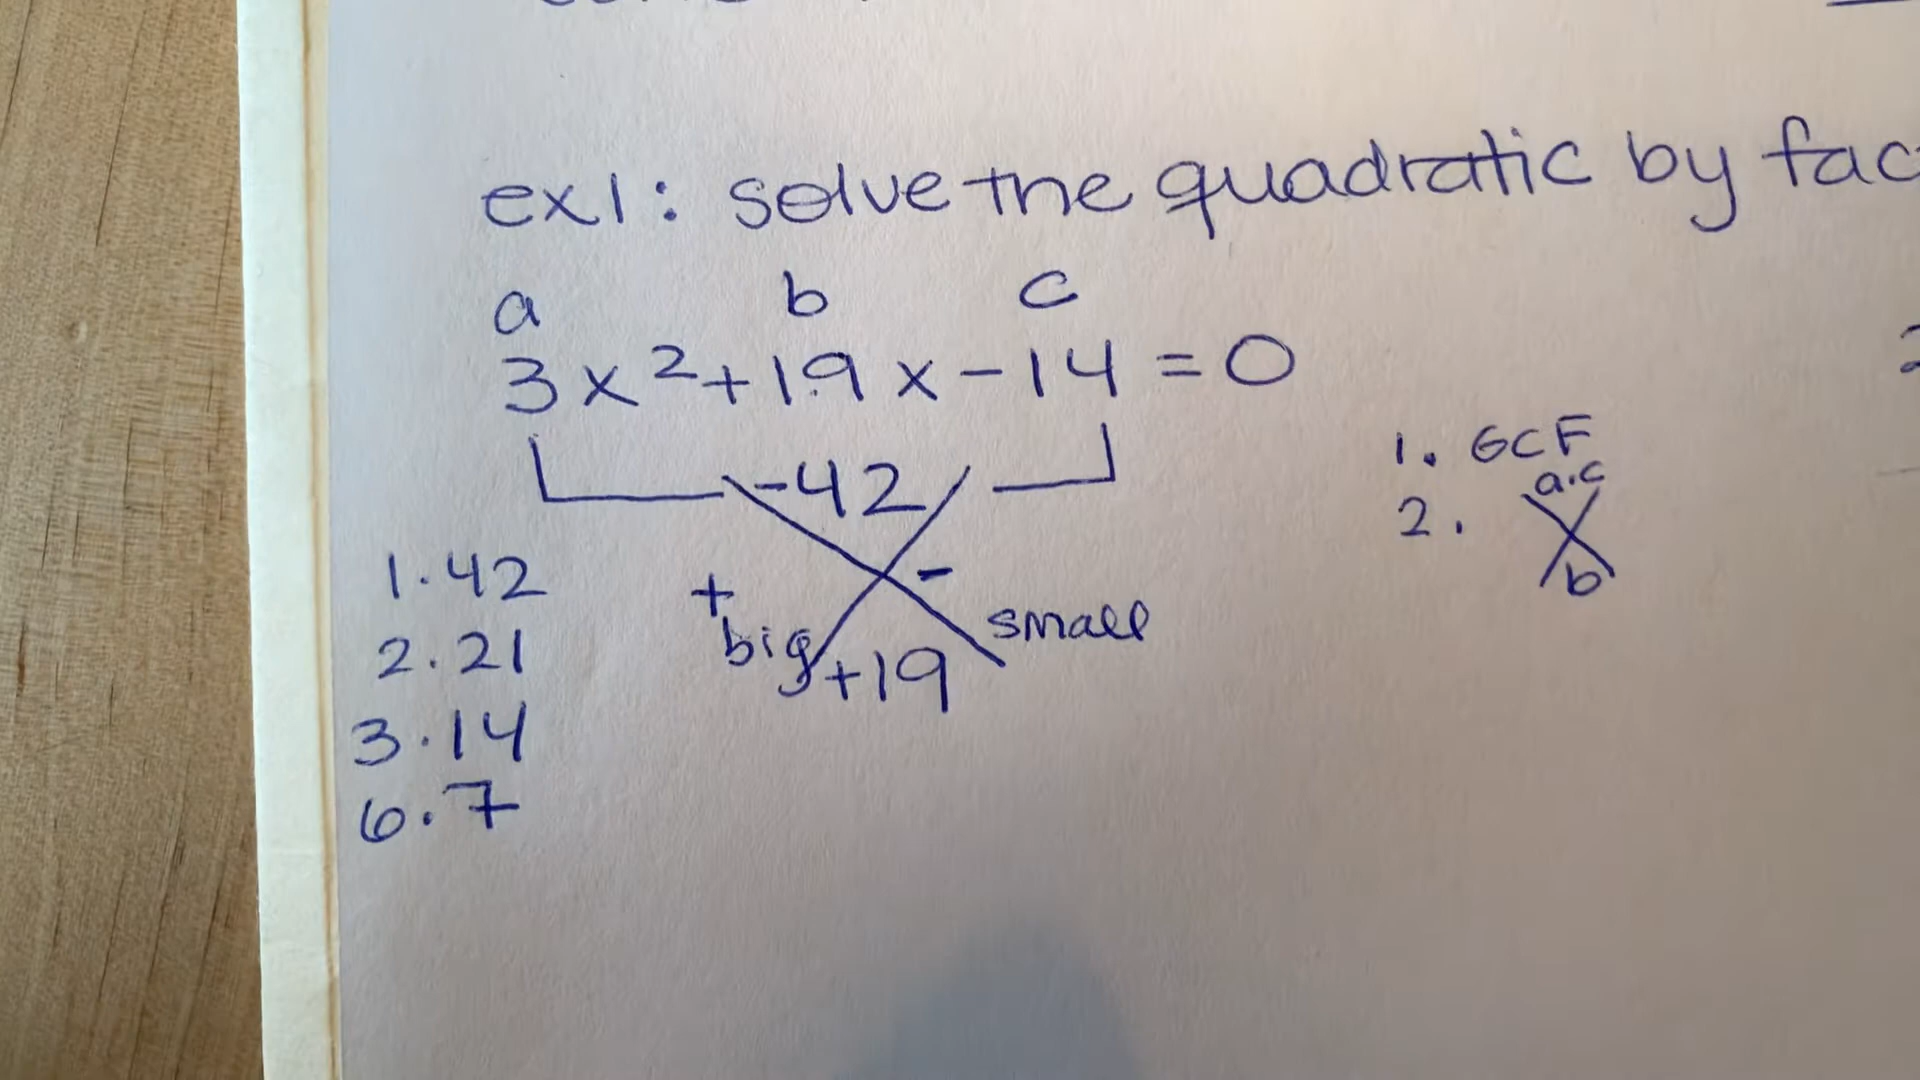 ex1: solve the quadratic by
a b c
3x²+19x-14=0
-42
+ -
big small
+19
1.42
2.21
3.14
6.7
1. GCF
2. a.c
b